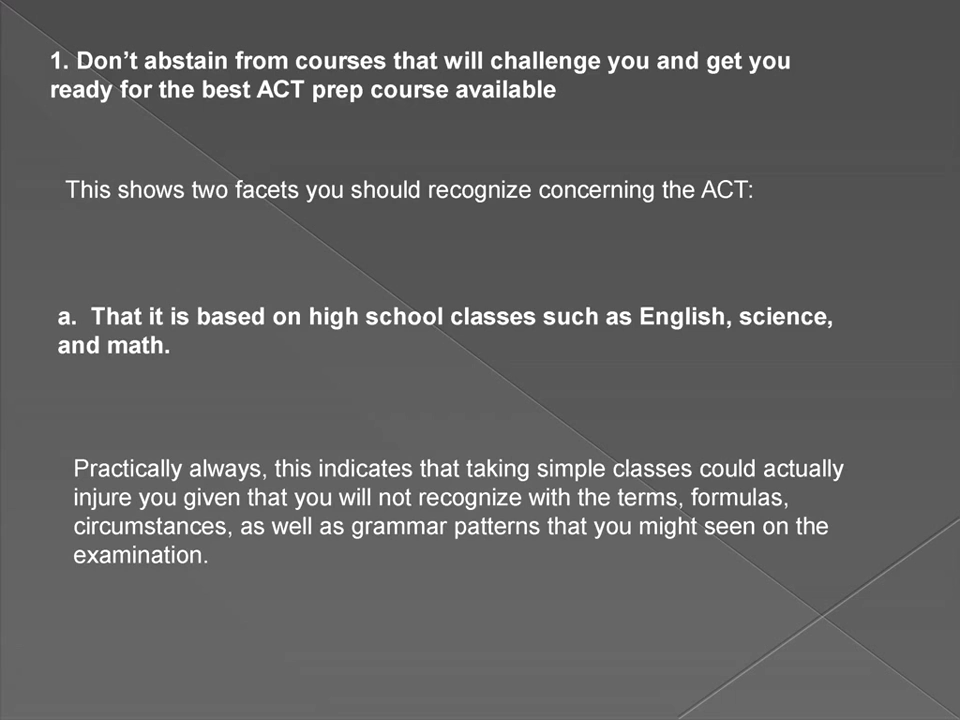 1. Don’t abstain from courses that will challenge you and get you
ready for the best ACT prep course available
This shows two facets you should recognize concerning the ACT:
a.  That it is based on high school classes such as English, science,
and math.
Practically always, this indicates that taking simple classes could actually
injure you given that you will not recognize with the terms, formulas,
circumstances, as well as grammar patterns that you might seen on the
examination.